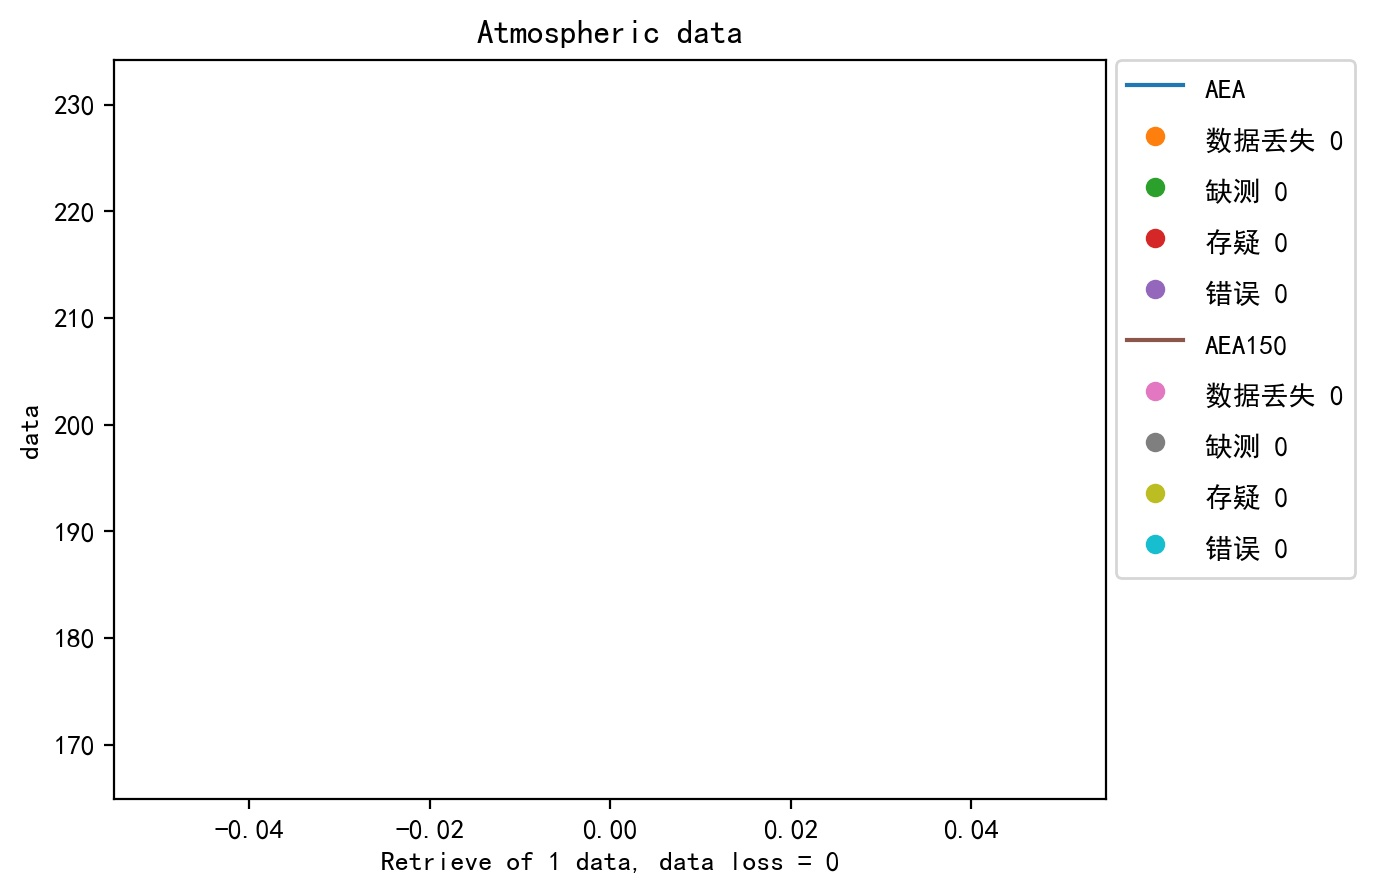 Atmospheric data
230
220
210
200
190
180
170
data
-0.04
-0.02
0.00
0.02
0.04
Retrieve of 1 data, data loss = 0
AEA
数据丢失 0
缺测 0
存疑 0
错误 0
AEA150
数据丢失 0
缺测 0
存疑 0
错误 0